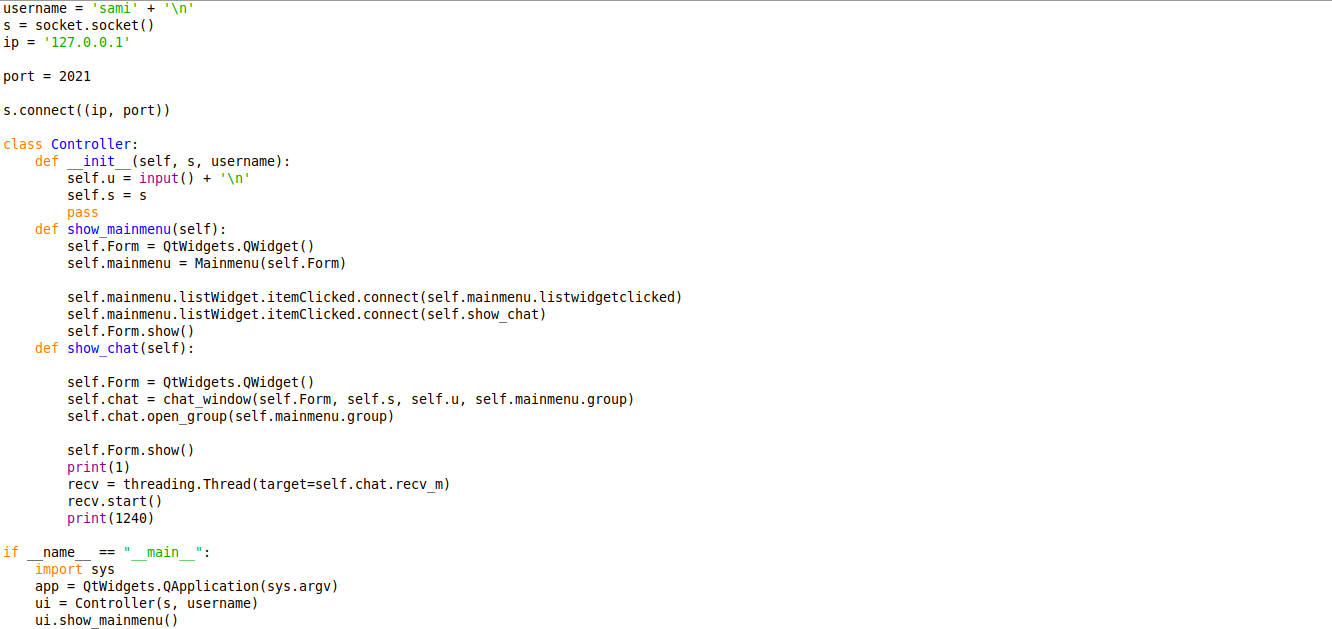 username = 'sami' + '\n'
s = socket.socket()
ip = '127.0.0.1'
port = 2021
s.connect((ip, port))
class Controller:
    def __init__(self, s, username):
        self.u = input() + '\n'
        self.s = s
        pass
    def show_mainmenu(self):
        self.Form = QtWidgets.QWidget()
        self.mainmenu = Mainmenu(self.Form)
        self.mainmenu.listWidget.itemClicked.connect(self.mainmenu.listwidgetclicked)
        self.mainmenu.listWidget.itemClicked.connect(self.show_chat)
        self.Form.show()
    def show_chat(self):
        self.Form = QtWidgets.QWidget()
        self.chat = chat_window(self.Form, self.s, self.u, self.mainmenu.group)
        self.chat.open_group(self.mainmenu.group)
        self.Form.show()
        print(1)
        recv = threading.Thread(target=self.chat.recv_m)
        recv.start()
        print(1240)
if __name__ == "__main__":
    import sys
    app = QtWidgets.QApplication(sys.argv)
    ui = Controller(s, username)
    ui.show_mainmenu()